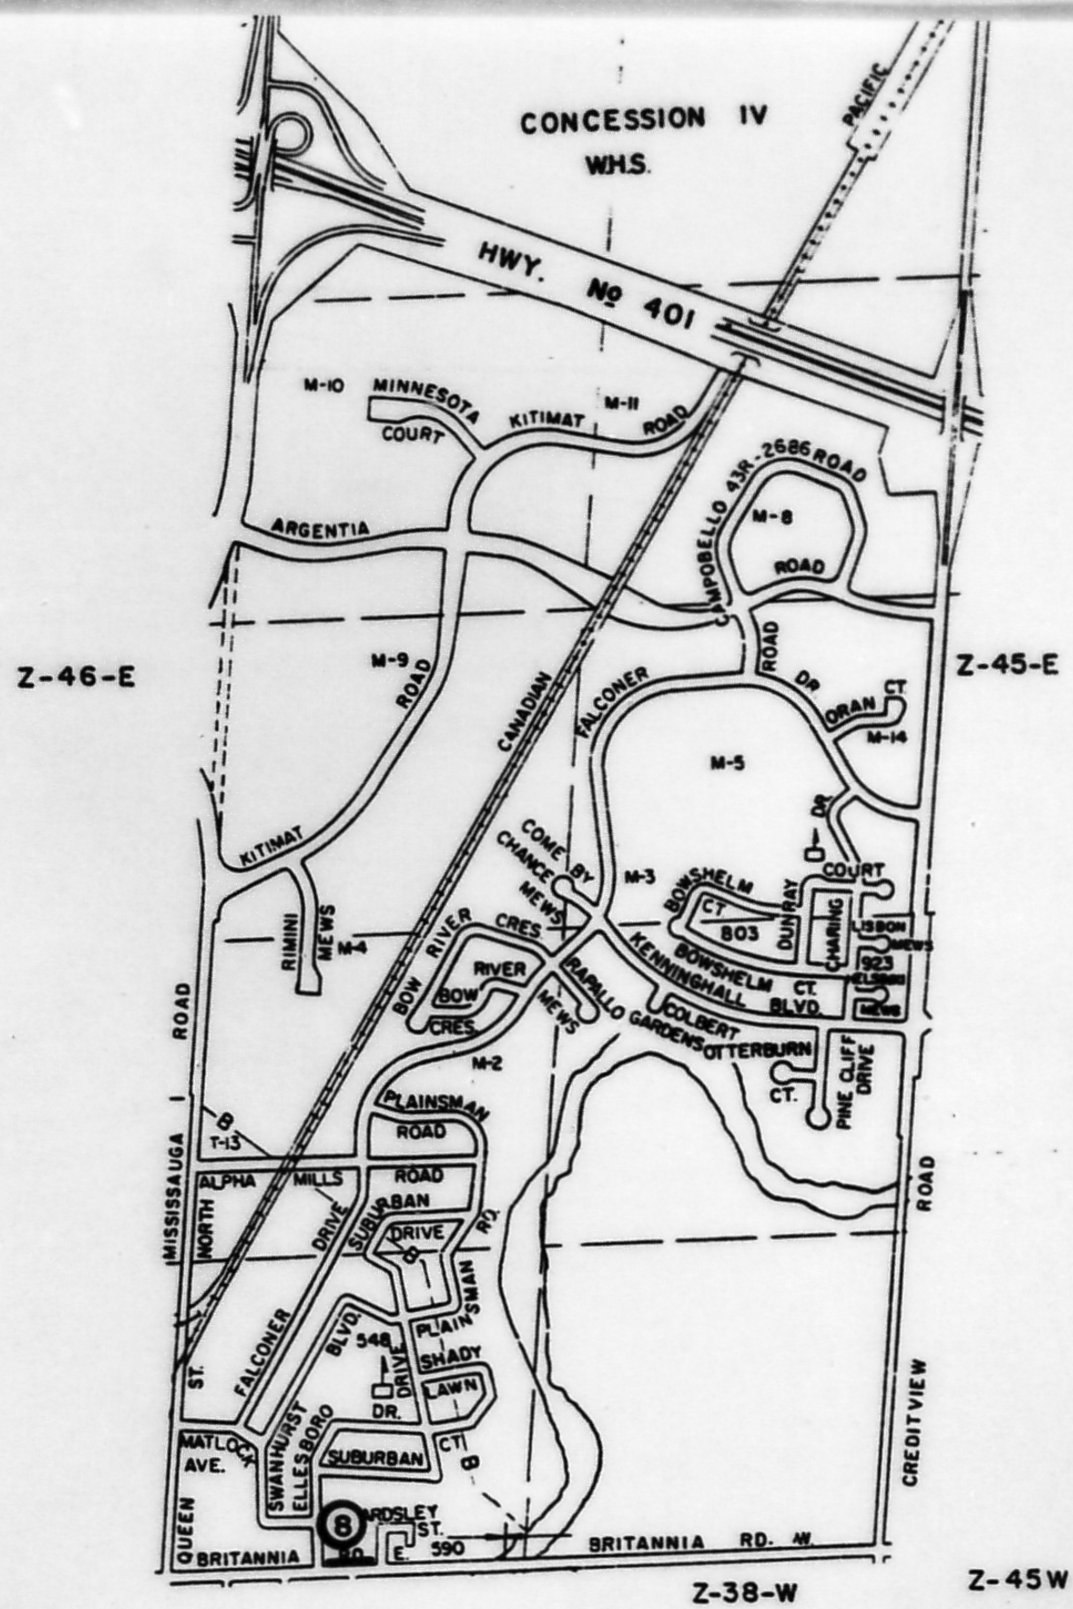 CONCESSION IV
W.H.S.
PACIFIC
HWY. No 401
M-10
MINNESOTA
COURT
KITIMAT
M-11
ROAD
CAMPOBELLO 43R-2686 ROAD
M-8
ARGENTIA
ROAD
ROAD
Z-46-E
M-9
ROAD
CANADIAN
FALCONER
DR.
ORAN CT.
M-14
Z-45-E
M-5
DR.
KITIMAT
COME BY
CHANCE
MEWS
M-3
BOWSHELM
CT.
803
DUNRAY
COURT
CHARING
LISBON
MEWS
923
MEWS
RIMINI
MEWS
M-4
BOW RIVER CRES.
RIVER
BOW
CRES.
MEWS
RAPALLO
GARDENS
KENNINGHALL
BLVD.
BOWSHELM
CT.
COLBERT
OTTERBURN
CT.
PINE CLIFF
DRIVE
M-2
PLAINSMAN
ROAD
ROAD
MISSISSAUGA
B
T-13
ALPHA MILLS ROAD
NORTH
DRIVE
SUBURBAN
DRIVE
B
RD.
PLAINSMAN
PLAIN
FALCONER
BLVD.
548
DRIVE
SHADY
LAWN
DR.
CT.
B
ST.
MATLOCK
AVE.
SWANHURST
ELLESBORO
SUBURBAN
QUEEN
8
ARDSLEY
ST.
E.
590
BRITANNIA
RD.
BRITANNIA RD. W.
CREDITVIEW
ROAD
Z-38-W
Z-45W